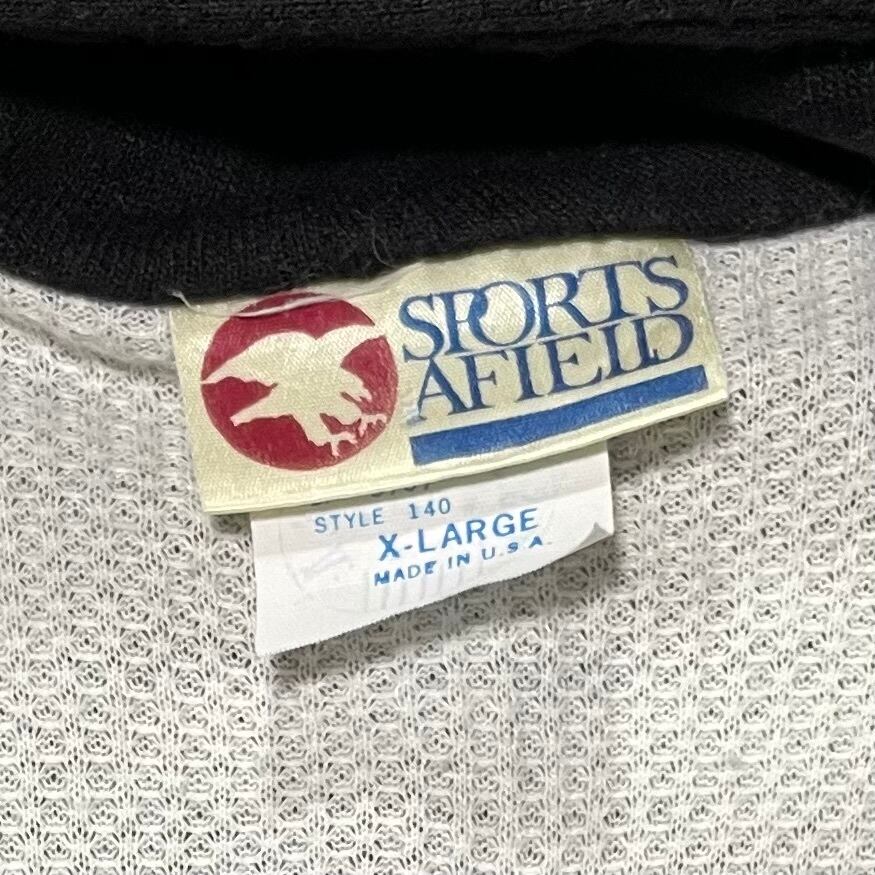 SPORTS
AFIELD
STYLE 140
X-LARGE
MADE IN U.S.A.